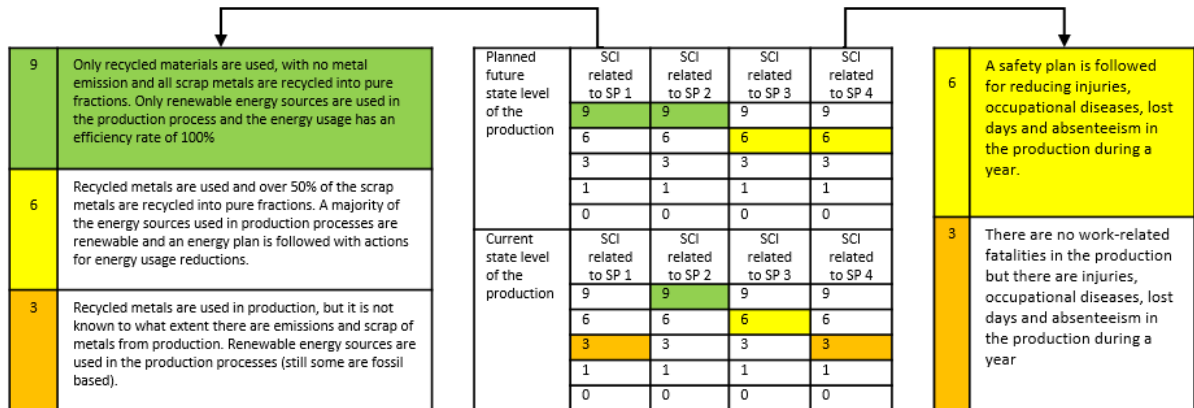 9
Only recycled materials are used, with no metal
emission and all scrap metals are recycled into pure
fractions. Only renewable energy sources are used in
the production process and the energy usage has an
efficiency rate of 100%
6
Recycled metals are used and over 50% of the scrap
metals are recycled into pure fractions. A majority
of the energy sources used in production processes are
renewable and an energy plan is followed with actions
for energy usage reductions.
3
Recycled metals are used in production, but it is not
known to what extent there are emissions and scrap of
metals from production. Renewable energy sources are
used in the production processes (still some are fossil
based).
Planned
future
state level
of the
production
SCI
related
to SP 1
SCI
related
to SP 2
SCI
related
to SP 3
SCI
related
to SP 4
9 9 9 9
6 6 6 6
3 3 3 3
1 1 1 1
0 0 0 0
Current
state level
of the
production
SCI
related
to SP 1
SCI
related
to SP 2
SCI
related
to SP 3
SCI
related
to SP 4
9 9 9 9
6 6 6 6
3 3 3 3
1 1 1 1
0 0 0 0
6
A safety plan is followed
for reducing injuries,
occupational diseases, lost
days and absenteeism in
the production during a
year.
3
There are no work-related
fatalities in the production
but there are injuries,
occupational diseases, lost
days and absenteeism in
the production during a
year